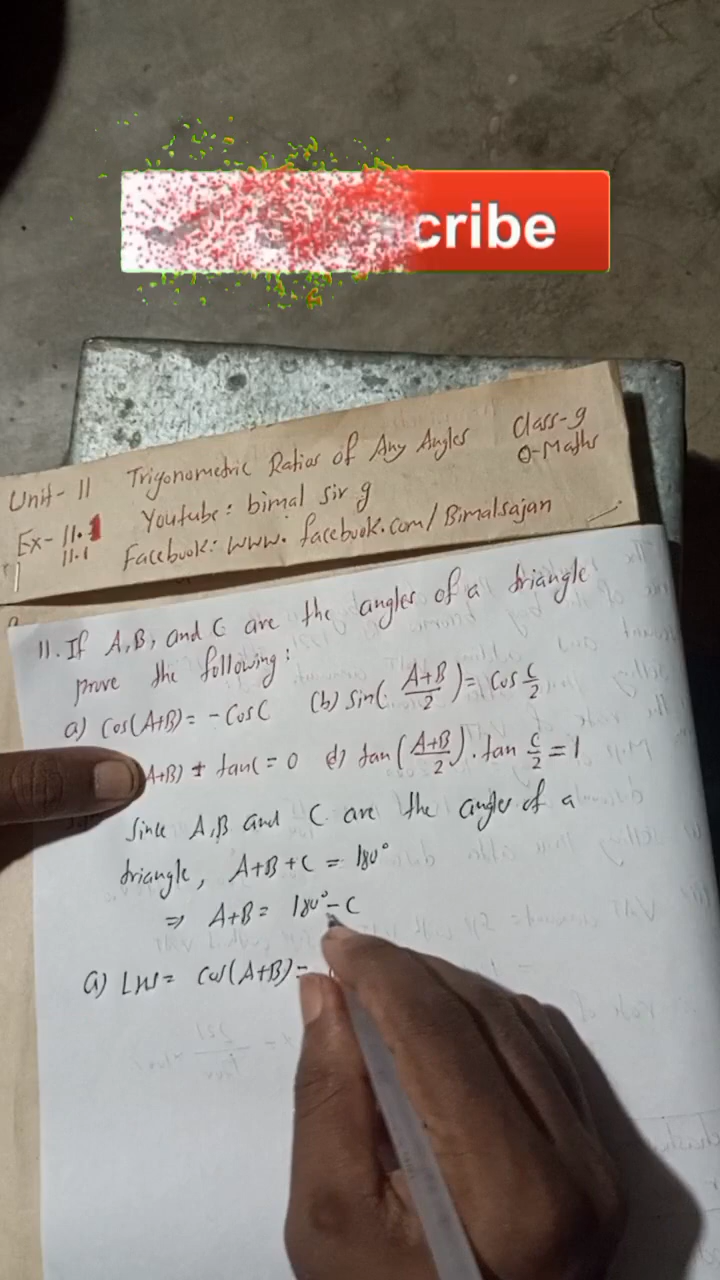 cribe
Unit- 11 Trigonometric Ratios of Any Angles Class-9
Ex- 11.1 Youtube: bimal sir g O-Maths
11.1 Facebook: www. facebook.com/Bimalsajan
11. If A,B, and C are the angles of a triangle
prove the following:
a) Cos(A+B) = - CosC (b) sin(A+B/2) = Cos C/2
A+B) + tanC = 0 d) tan(A+B/2). tan C/2 = 1
Since A,B and C are the angles of a
triangle, A+B+C = 180°
⇒ A+B = 180°-C
a) LHS = Cos(A+B)=